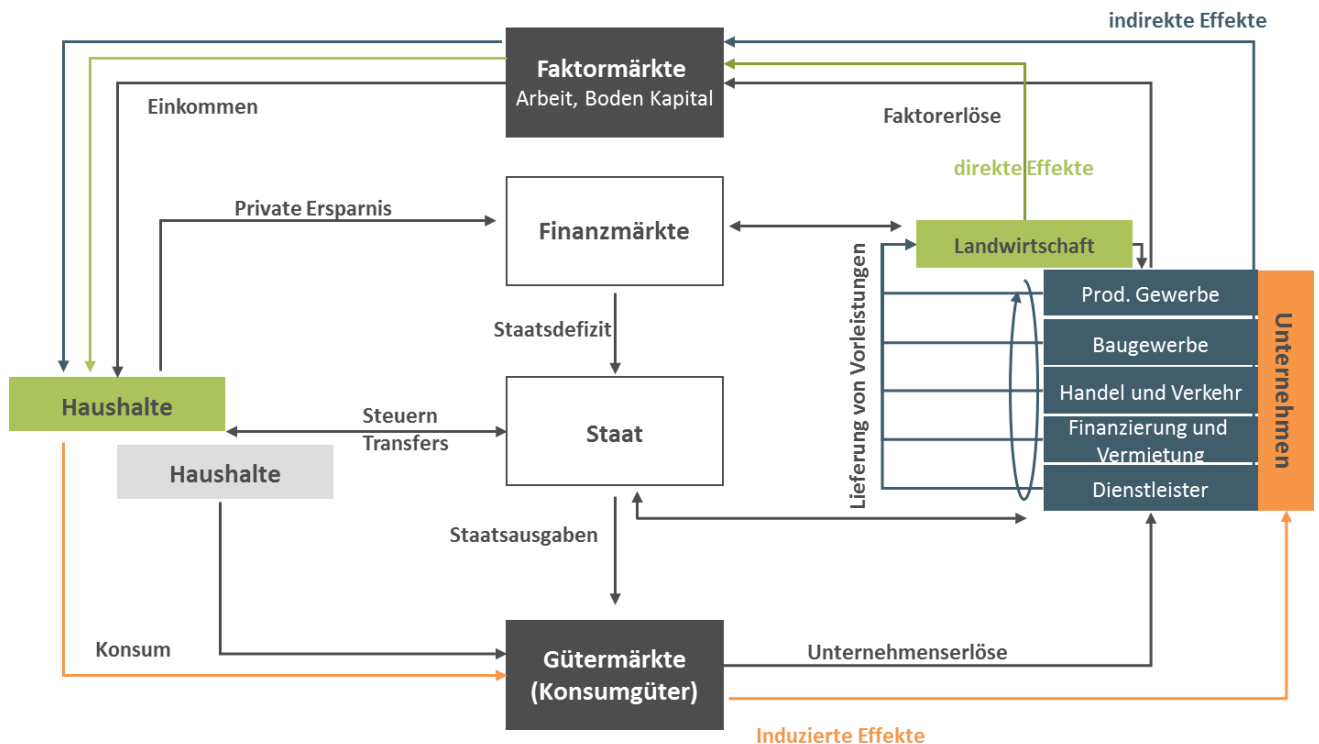 indirekte Effekte
Faktormärkte
Arbeit, Boden Kapital
Einkommen
Faktorerlöse
direkte Effekte
Private Ersparnis
Finanzmärkte
Landwirtschaft
Lieferung von Vorleistungen
Prod. Gewerbe
Baugewerbe
Handel und Verkehr
Finanzierung und
Vermietung
Dienstleister
Unternehmen
Staatsdefizit
Haushalte
Steuern
Transfers
Staat
Haushalte
Staatsausgaben
Konsum
Gütermärkte
(Konsumgüter)
Unternehmenserlöse
Induzierte Effekte